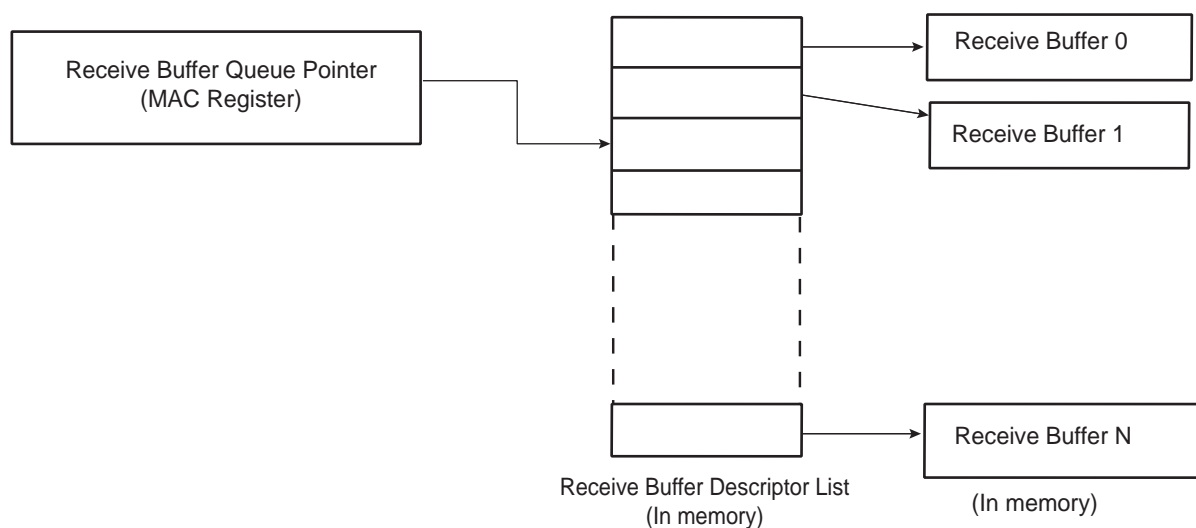 Receive Buffer Queue Pointer
(MAC Register)
Receive Buffer 0
Receive Buffer 1
Receive Buffer N
Receive Buffer Descriptor List
(In memory)
(In memory)